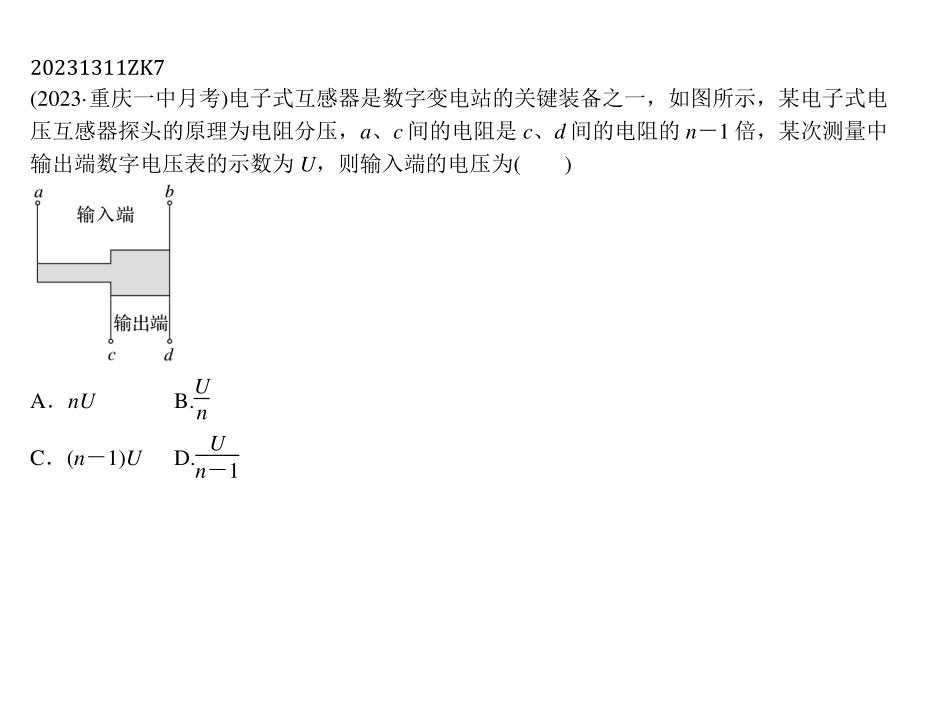 20231311ZK7
(2023·重庆一中月考)电子式互感器是数字变电站的关键装备之一，如图所示，某电子式电
压互感器探头的原理为电阻分压，a、c 间的电阻是 c、d 间的电阻的 n－1 倍，某次测量中
输出端数字电压表的示数为 U，则输入端的电压为(　　)
a b
输入端
输出端
c d
A．nU B.U/n
C．(n－1)U D.U/(n－1)